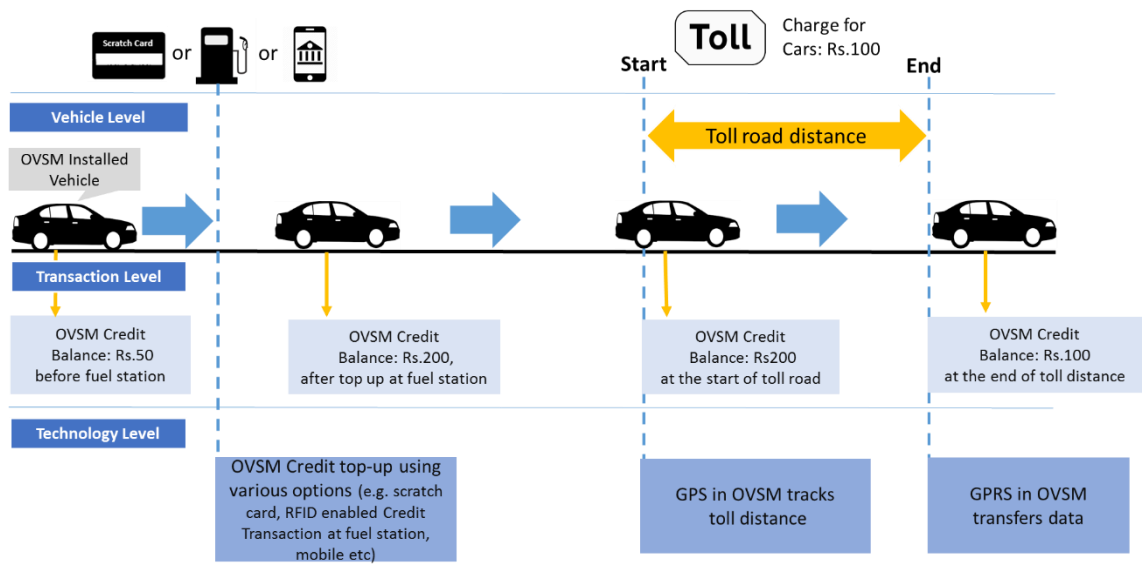 Scratch Card
or
or
Toll
Charge for
Cars: Rs.100
Start
End
Vehicle Level
Toll road distance
OVSM Installed
Vehicle
Transaction Level
OVSM Credit
Balance: Rs.50
before fuel station
OVSM Credit
Balance: Rs.200,
after top up at fuel station
OVSM Credit
Balance: Rs200
at the start of toll road
OVSM Credit
Balance: Rs.100
at the end of toll distance
Technology Level
OVSM Credit top-up using
various options (e.g. scratch
card, RFID enabled Credit
Transaction at fuel station,
mobile etc)
GPS in OVSM tracks
toll distance
GPRS in OVSM
transfers data